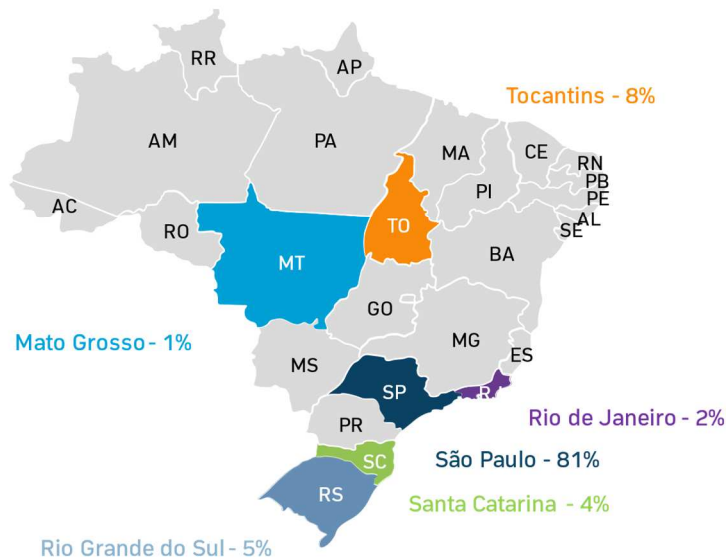 RR
AP
Tocantins - 8%
AM
PA
MA
CE
RN
PB
PE
PI
AL
SE
AC
RO
TO
BA
MT
GO
MG
ES
Mato Grosso - 1%
MS
SP
R
Rio de Janeiro - 2%
PR
São Paulo - 81%
SC
Santa Catarina - 4%
RS
Rio Grande do Sul - 5%